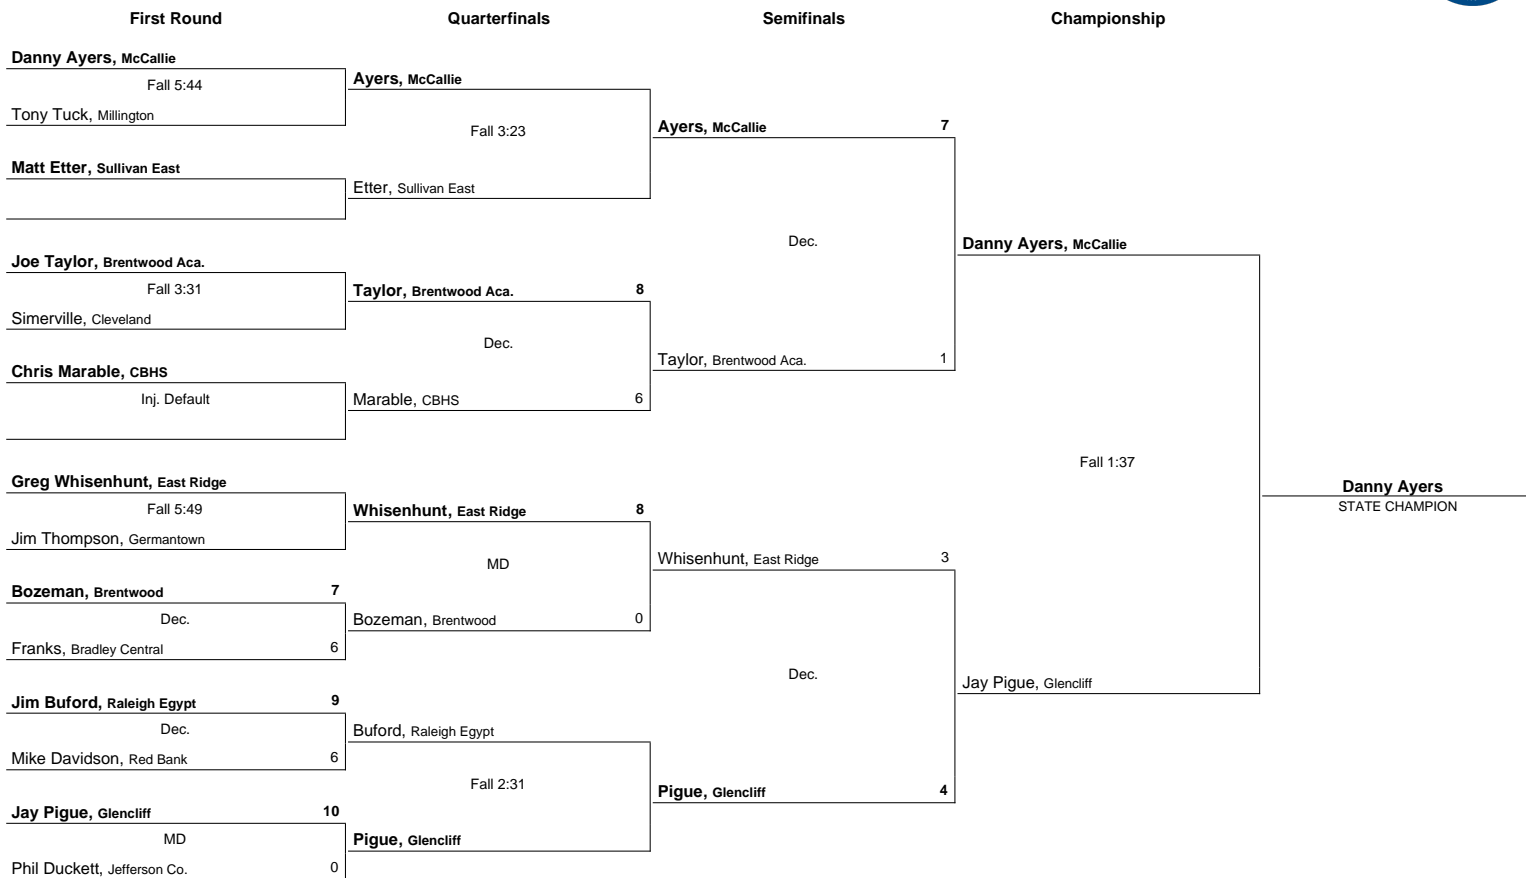 First Round Quarterfinals Semifinals Championship
Danny Ayers, McCallie
Fall 5:44
Tony Tuck, Millington
Matt Etter, Sullivan East
Joe Taylor, Brentwood Aca.
Fall 3:31
Simerville, Cleveland
Chris Marable, CBHS
Inj. Default
Greg Whisenhunt, East Ridge
Fall 5:49
Jim Thompson, Germantown
Bozeman, Brentwood 7
Dec.
Franks, Bradley Central 6
Jim Buford, Raleigh Egypt 9
Dec.
Mike Davidson, Red Bank 6
Jay Pigue, Glencliff 10
MD
Phil Duckett, Jefferson Co. 0
Ayers, McCallie
Fall 3:23
Etter, Sullivan East
Taylor, Brentwood Aca. 8
Dec.
Marable, CBHS 6
Whisenhunt, East Ridge 8
MD
Bozeman, Brentwood 0
Buford, Raleigh Egypt
Fall 2:31
Pigue, Glencliff
Ayers, McCallie 7
Dec.
Taylor, Brentwood Aca. 1
Whisenhunt, East Ridge 3
Dec.
Pigue, Glencliff 4
Danny Ayers, McCallie
Fall 1:37
Jay Pigue, Glencliff
Danny Ayers
STATE CHAMPION